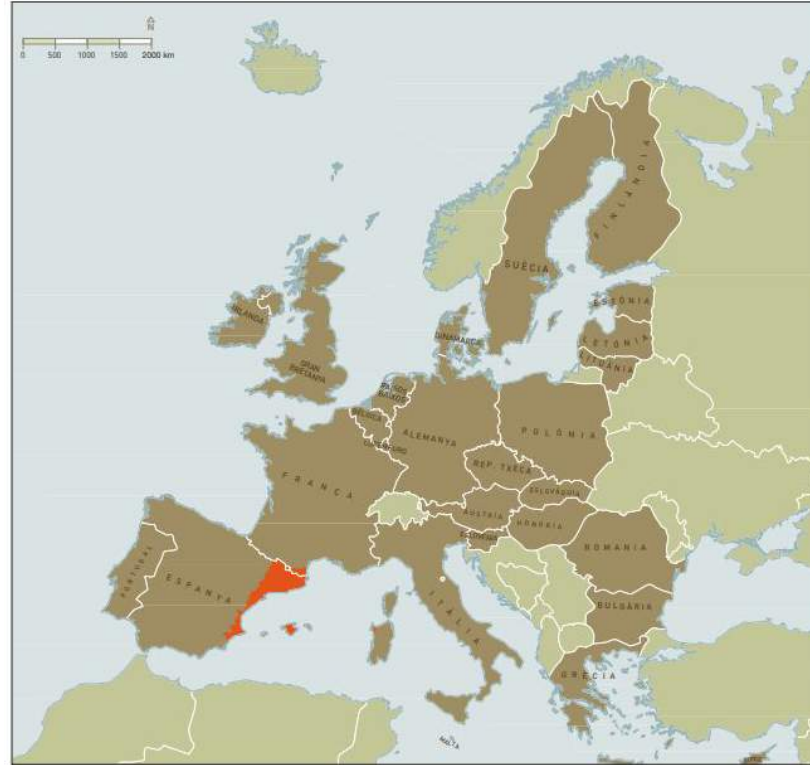 N
0 500 1000 1500 2000 km
FINLÀNDIA
SUÈCIA
ESTÒNIA
LETÒNIA
LITUÀNIA
DINAMARCA
IRLANDA
GRAN
BRETANYA
PAÏSOS
BAIXOS
BÈLGICA
LUXEMBURG
ALEMANYA
POLÒNIA
REP. TXECA
ESLOVÀQUIA
FRANÇA
ÀUSTRIA
HONGRIA
ESLOVÈNIA
ROMANIA
BULGÀRIA
PORTUGAL
ESPANYA
ITÀLIA
GRÈCIA
MALTA